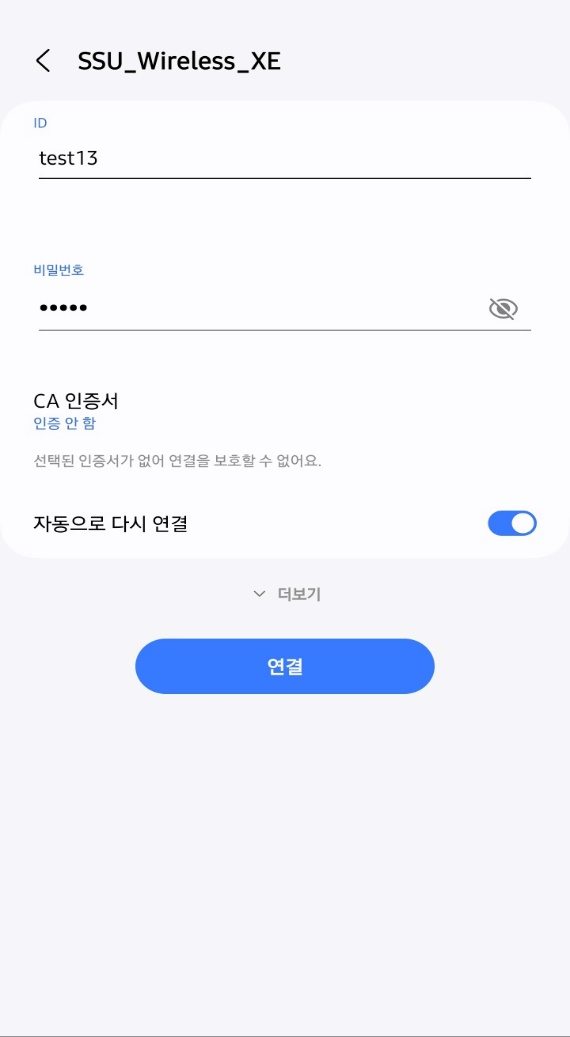 SSU_Wireless_XE
ID
test13
비밀번호
•••••
CA 인증서
인증 안 함
선택된 인증서가 없어 연결을 보호할 수 없어요.
자동으로 다시 연결
더보기
연결